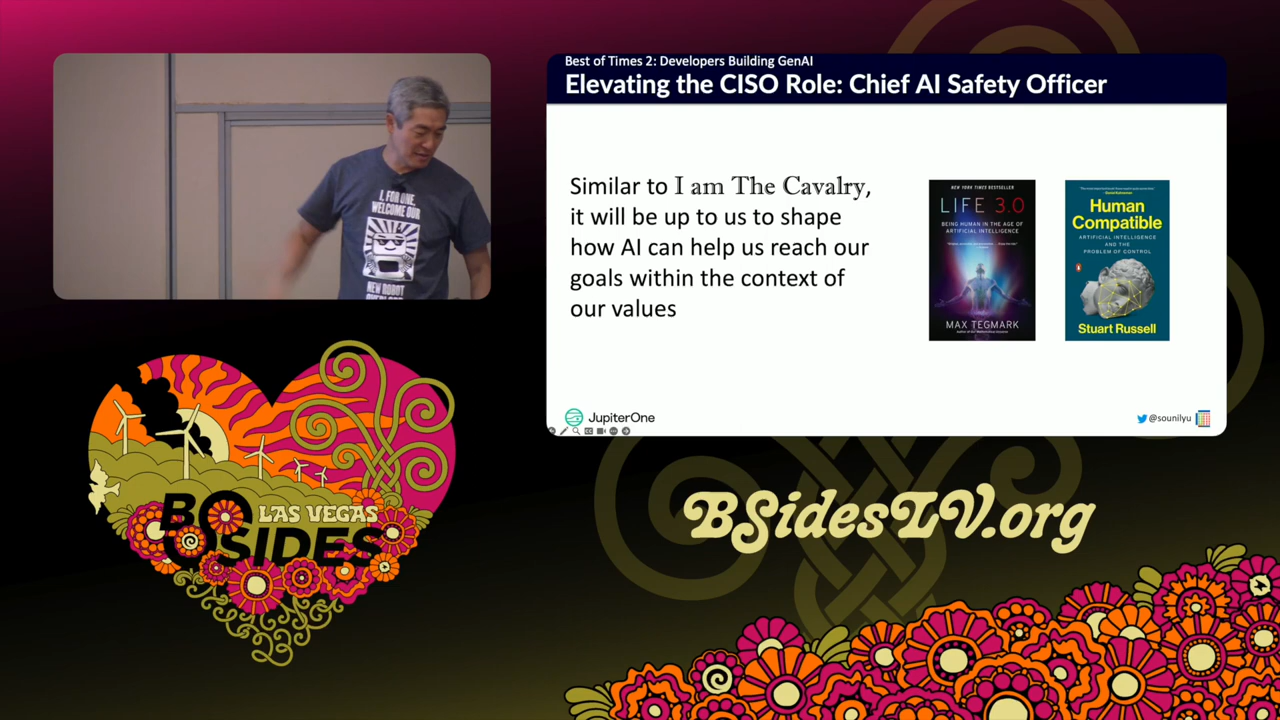 Best of Times 2: Developers Building GenAI
Elevating the CISO Role: Chief AI Safety Officer
Similar to I am The Cavalry,
it will be up to us to shape
how AI can help us reach our
goals within the context of
our values
NEW YORK TIMES BESTSELLER
LIFE 3.0
BEING HUMAN IN THE AGE OF
ARTIFICIAL INTELLIGENCE
MAX TEGMARK
Human
Compatible
ARTIFICIAL INTELLIGENCE
AND THE
PROBLEM OF CONTROL
Stuart Russell
JupiterOne
@sounilyu
I, FOR ONE,
WELCOME OUR
NEW ROBOT
BSIDES
LAS VEGAS
23
BSidesLV.org